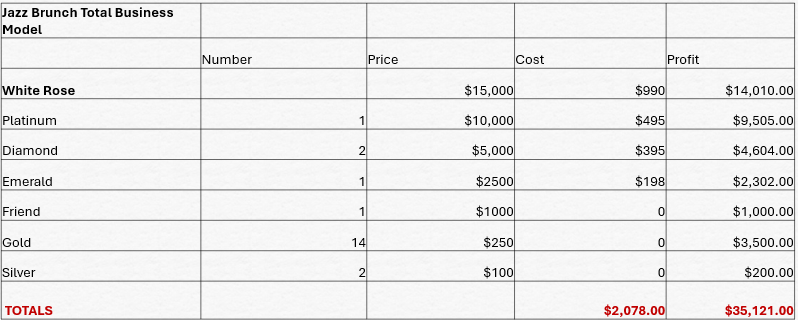 Jazz Brunch Total Business
Model
Number Price Cost Profit
White Rose $15,000 $990 $14,010.00
Platinum 1 $10,000 $495 $9,505.00
Diamond 2 $5,000 $395 $4,604.00
Emerald 1 $2500 $198 $2,302.00
Friend 1 $1000 0 $1,000.00
Gold 14 $250 0 $3,500.00
Silver 2 $100 0 $200.00
TOTALS $2,078.00 $35,121.00